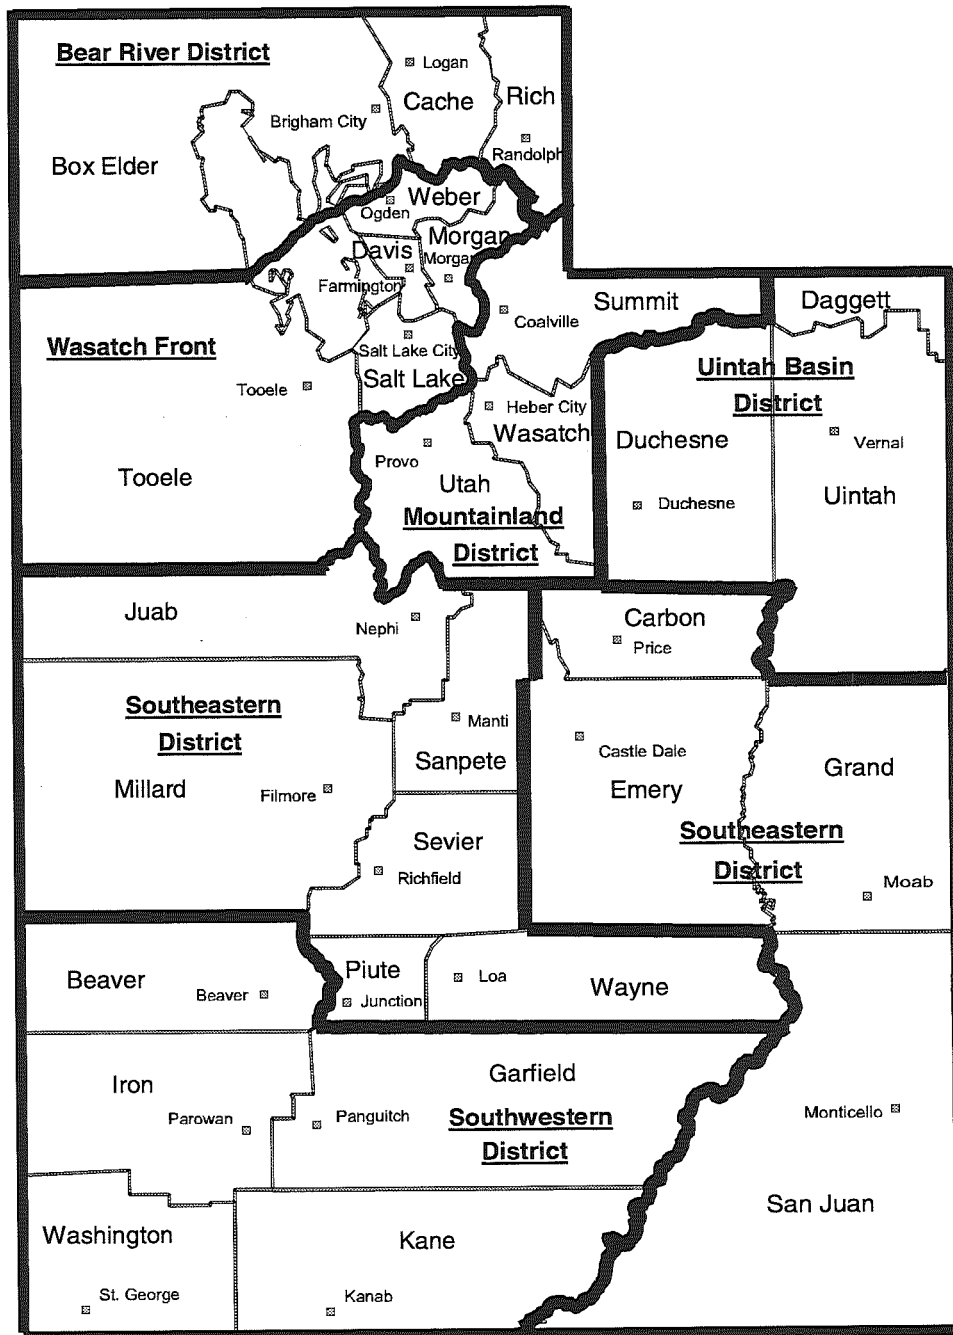 Bear River District
Logan
Cache
Rich
Brigham City
Randolph
Box Elder
Weber
Ogden
Morgan
Davis
Morgan
Farmington
Summit
Daggett
Coalville
Wasatch Front
Salt Lake City
Salt Lake
Tooele
Uintah Basin
District
Heber City
Wasatch
Duchesne
Vernal
Provo
Tooele
Utah
Duchesne
Uintah
Mountainland
District
Juab
Nephi
Carbon
Price
Southeastern
District
Manti
Sanpete
Castle Dale
Emery
Grand
Millard
Filmore
Southeastern
District
Sevier
Richfield
Moab
Beaver
Beaver
Piute
Junction
Loa
Wayne
Iron
Parowan
Garfield
Panguitch
Southwestern
District
Monticello
San Juan
Washington
Kane
St. George
Kanab